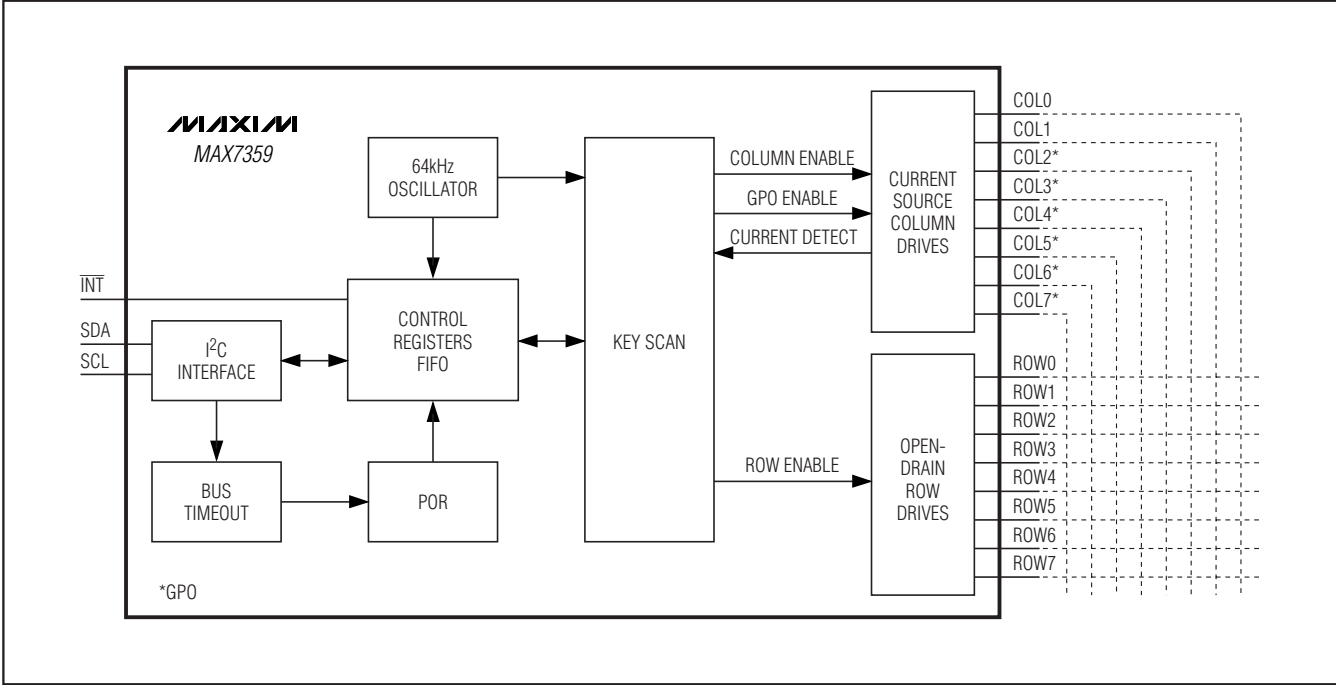 MAXIM
MAX7359
64kHz
OSCILLATOR
COLUMN ENABLE
GPO ENABLE
CURRENT DETECT
CURRENT
SOURCE
COLUMN
DRIVES
COL0
COL1
COL2*
COL3*
COL4*
COL5*
COL6*
COL7*
INT
SDA
SCL
I2C
INTERFACE
CONTROL
REGISTERS
FIFO
KEY SCAN
BUS
TIMEOUT
POR
ROW ENABLE
OPEN-
DRAIN
ROW
DRIVES
ROW0
ROW1
ROW2
ROW3
ROW4
ROW5
ROW6
ROW7
*GPO